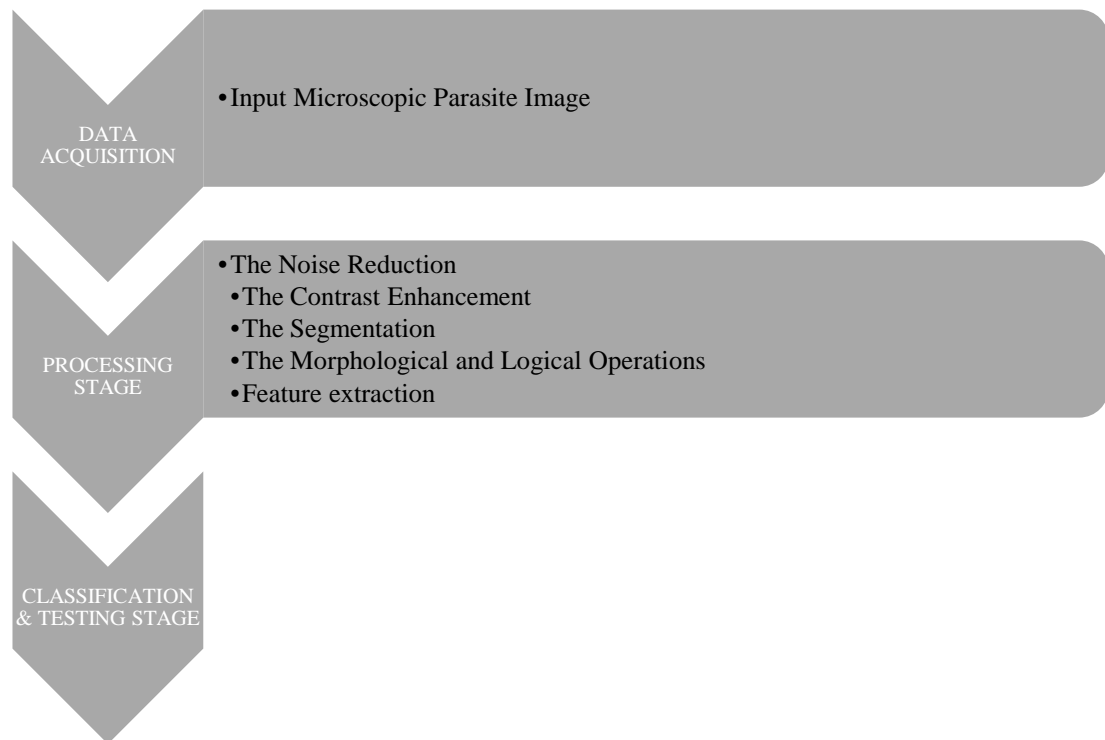 DATA
ACQUISITION
•Input Microscopic Parasite Image
PROCESSING
STAGE
•The Noise Reduction
•The Contrast Enhancement
•The Segmentation
•The Morphological and Logical Operations
•Feature extraction
CLASSIFICATION
& TESTING STAGE